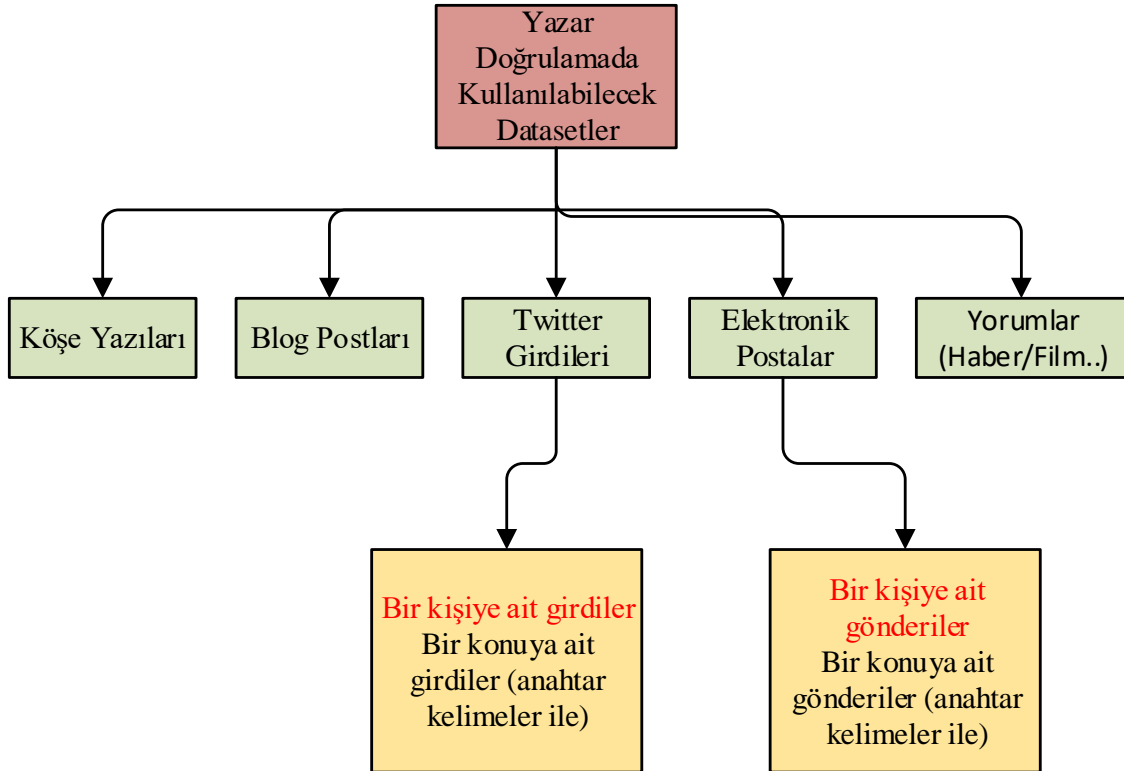 Yazar
Doğrulamada
Kullanılabilecek
Datasetler
Köşe Yazıları
Blog Postları
Twitter
Girdileri
Elektronik
Postalar
Yorumlar
(Haber/Film..)
Bir kişiye ait girdiler
Bir konuya ait
girdiler (anahtar
kelimeler ile)
Bir kişiye ait
gönderiler
Bir konuya ait
gönderiler (anahtar
kelimeler ile)